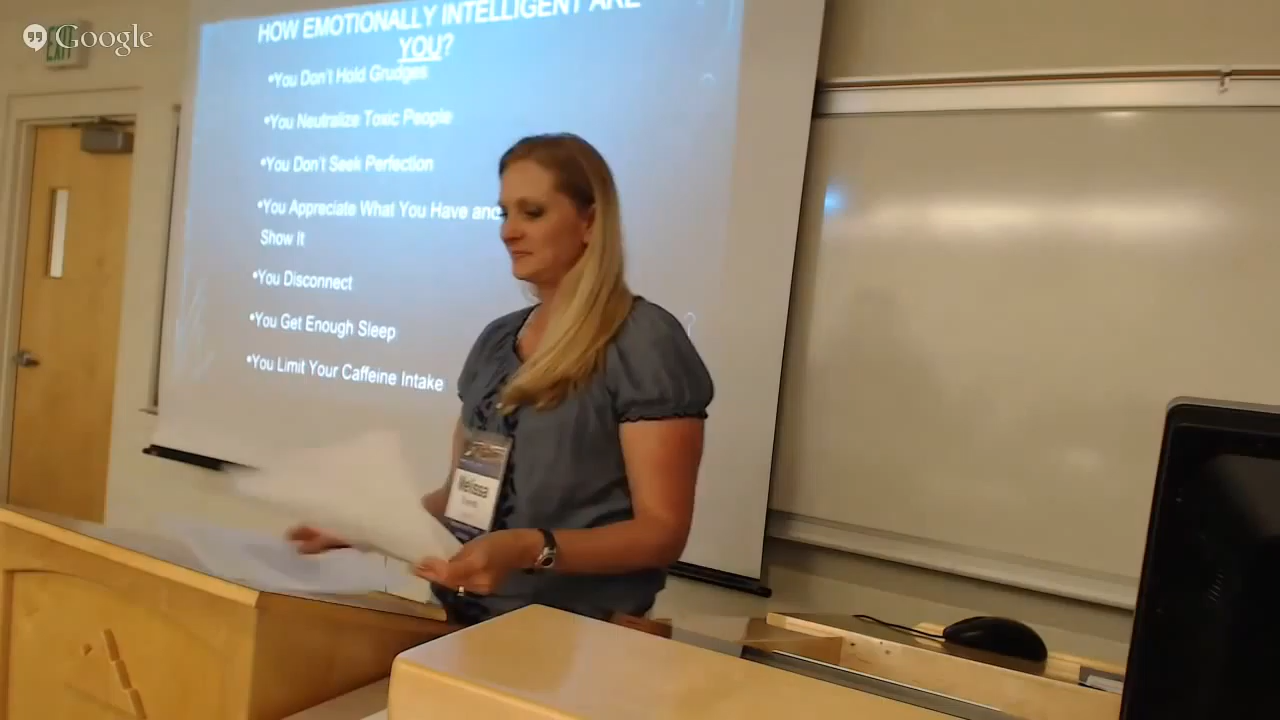 Google
EXIT
HOW EMOTIONALLY INTELLIGENT ARE
YOU?
•You Don't Hold Grudges
•You Neutralize Toxic People
•You Don't Seek Perfection
•You Appreciate What You Have and
Show It
•You Disconnect
•You Get Enough Sleep
•You Limit Your Caffeine Intake
Melissa